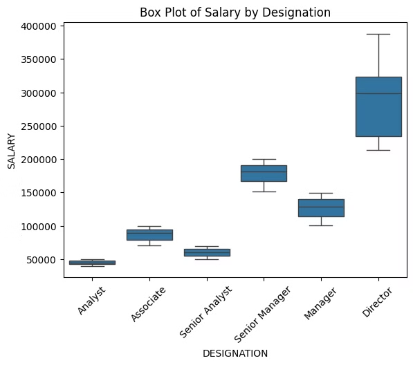 Box Plot of Salary by Designation
400000
350000
300000
250000
200000
150000
100000
50000
SALARY
Analyst
Associate
Senior Analyst
Senior Manager
Manager
Director
DESIGNATION